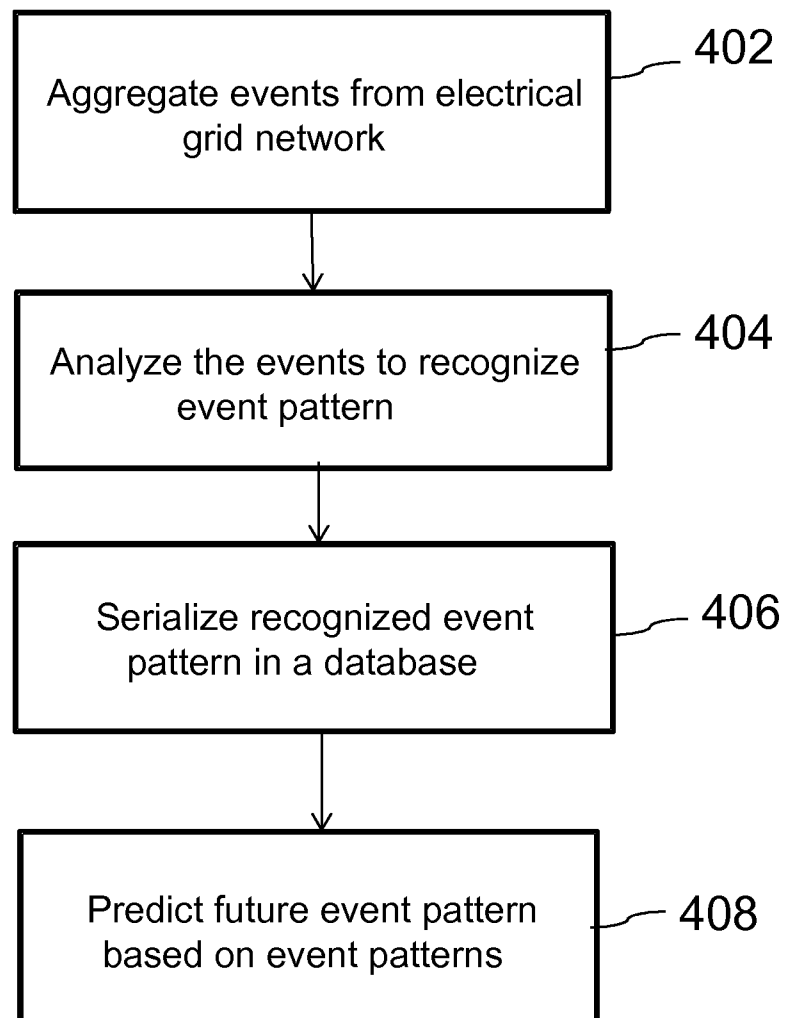 402
Aggregate events from electrical
grid network
404
Analyze the events to recognize
event pattern
406
Serialize recognized event
pattern in a database
408
Predict future event pattern
based on event patterns